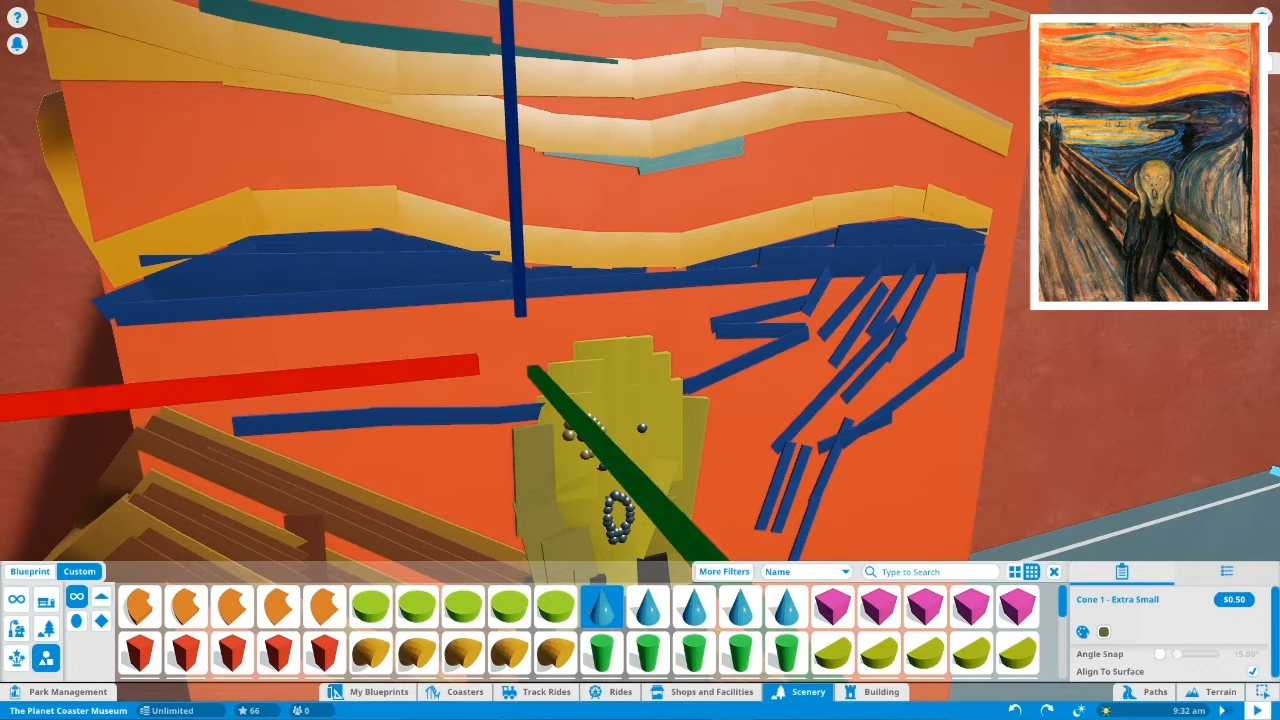 ?
Blueprint
Custom
More Filters
Name
Type to Search
Cone 1 - Extra Small
$0.50
Angle Snap
15.00°
Align To Surface
Park Management
My Blueprints
Coasters
Track Rides
Rides
Shops and Facilities
Scenery
Building
Paths
Terrain
The Planet Coaster Museum
Unlimited
66
0
9:32 am